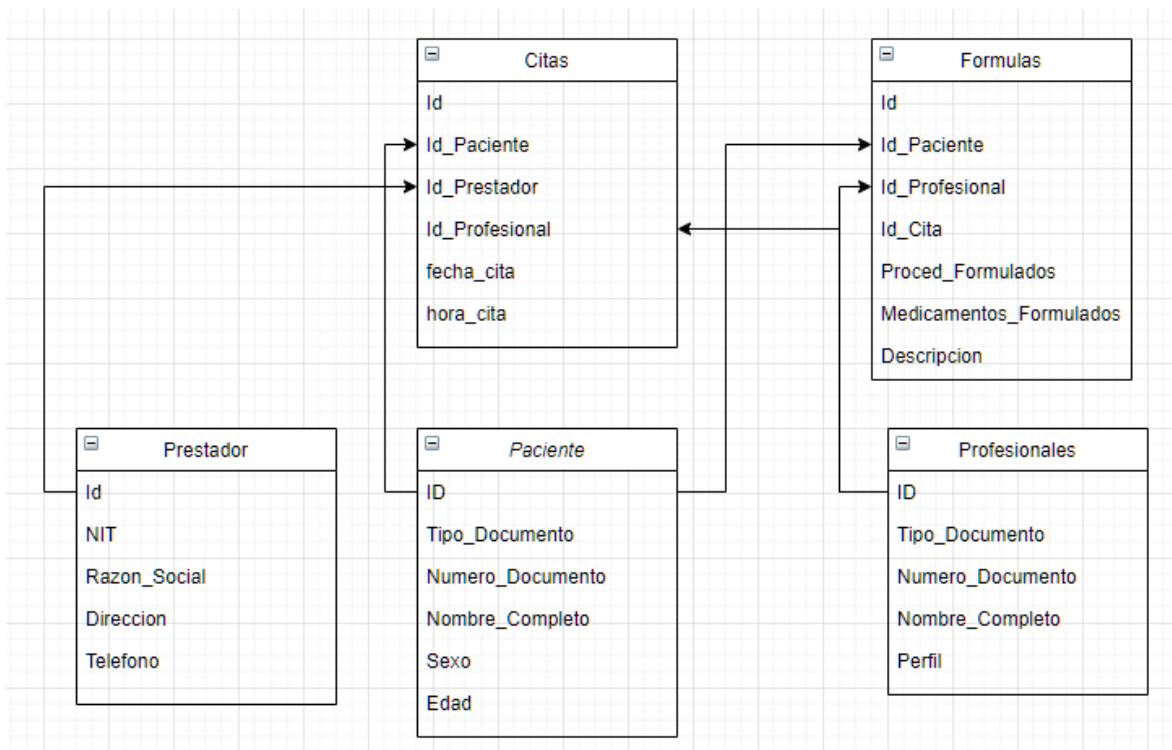 Citas
Id
Id_Paciente
Id_Prestador
Id_Profesional
fecha_cita
hora_cita
Formulas
Id
Id_Paciente
Id_Profesional
Id_Cita
Proced_Formulados
Medicamentos_Formulados
Descripcion
Prestador
Id
NIT
Razon_Social
Direccion
Telefono
Paciente
ID
Tipo_Documento
Numero_Documento
Nombre_Completo
Sexo
Edad
Profesionales
ID
Tipo_Documento
Numero_Documento
Nombre_Completo
Perfil